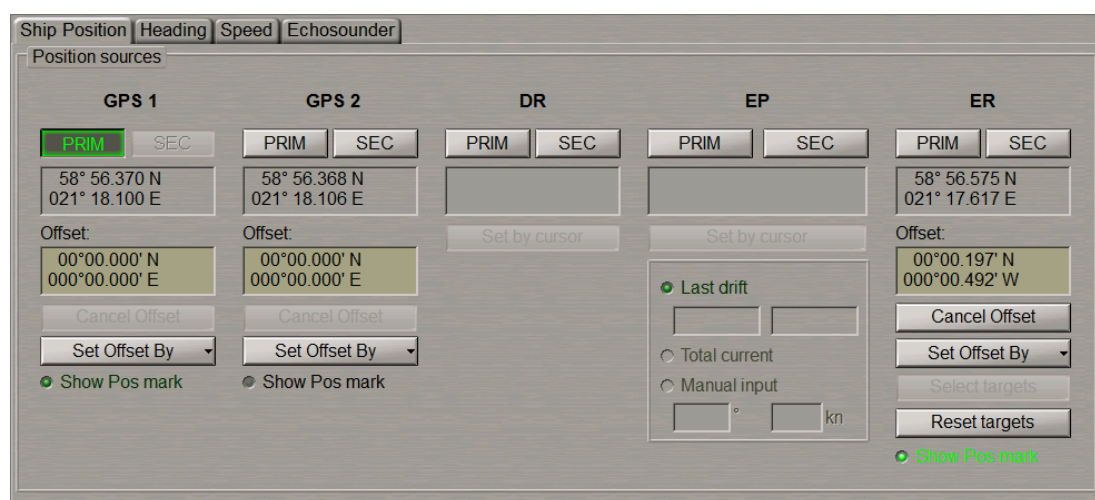 Ship Position Heading Speed Echosounder
Position sources
GPS 1 GPS 2 DR EP ER
PRIM SEC PRIM SEC PRIM SEC PRIM SEC PRIM SEC
58° 56.370 N 58° 56.368 N 58° 56.575 N
021° 18.100 E 021° 18.106 E 021° 17.617 E
Offset: Offset: Set by cursor Set by cursor Offset:
00°00.000' N 00°00.000' N 00°00.197' N
000°00.000' E 000°00.000' E 000°00.492' W
Last drift
Cancel Offset Cancel Offset Cancel Offset
Set Offset By Set Offset By Total current Set Offset By
Show Pos mark Show Pos mark Manual input Select targets
° kn Reset targets
Show Pos mark